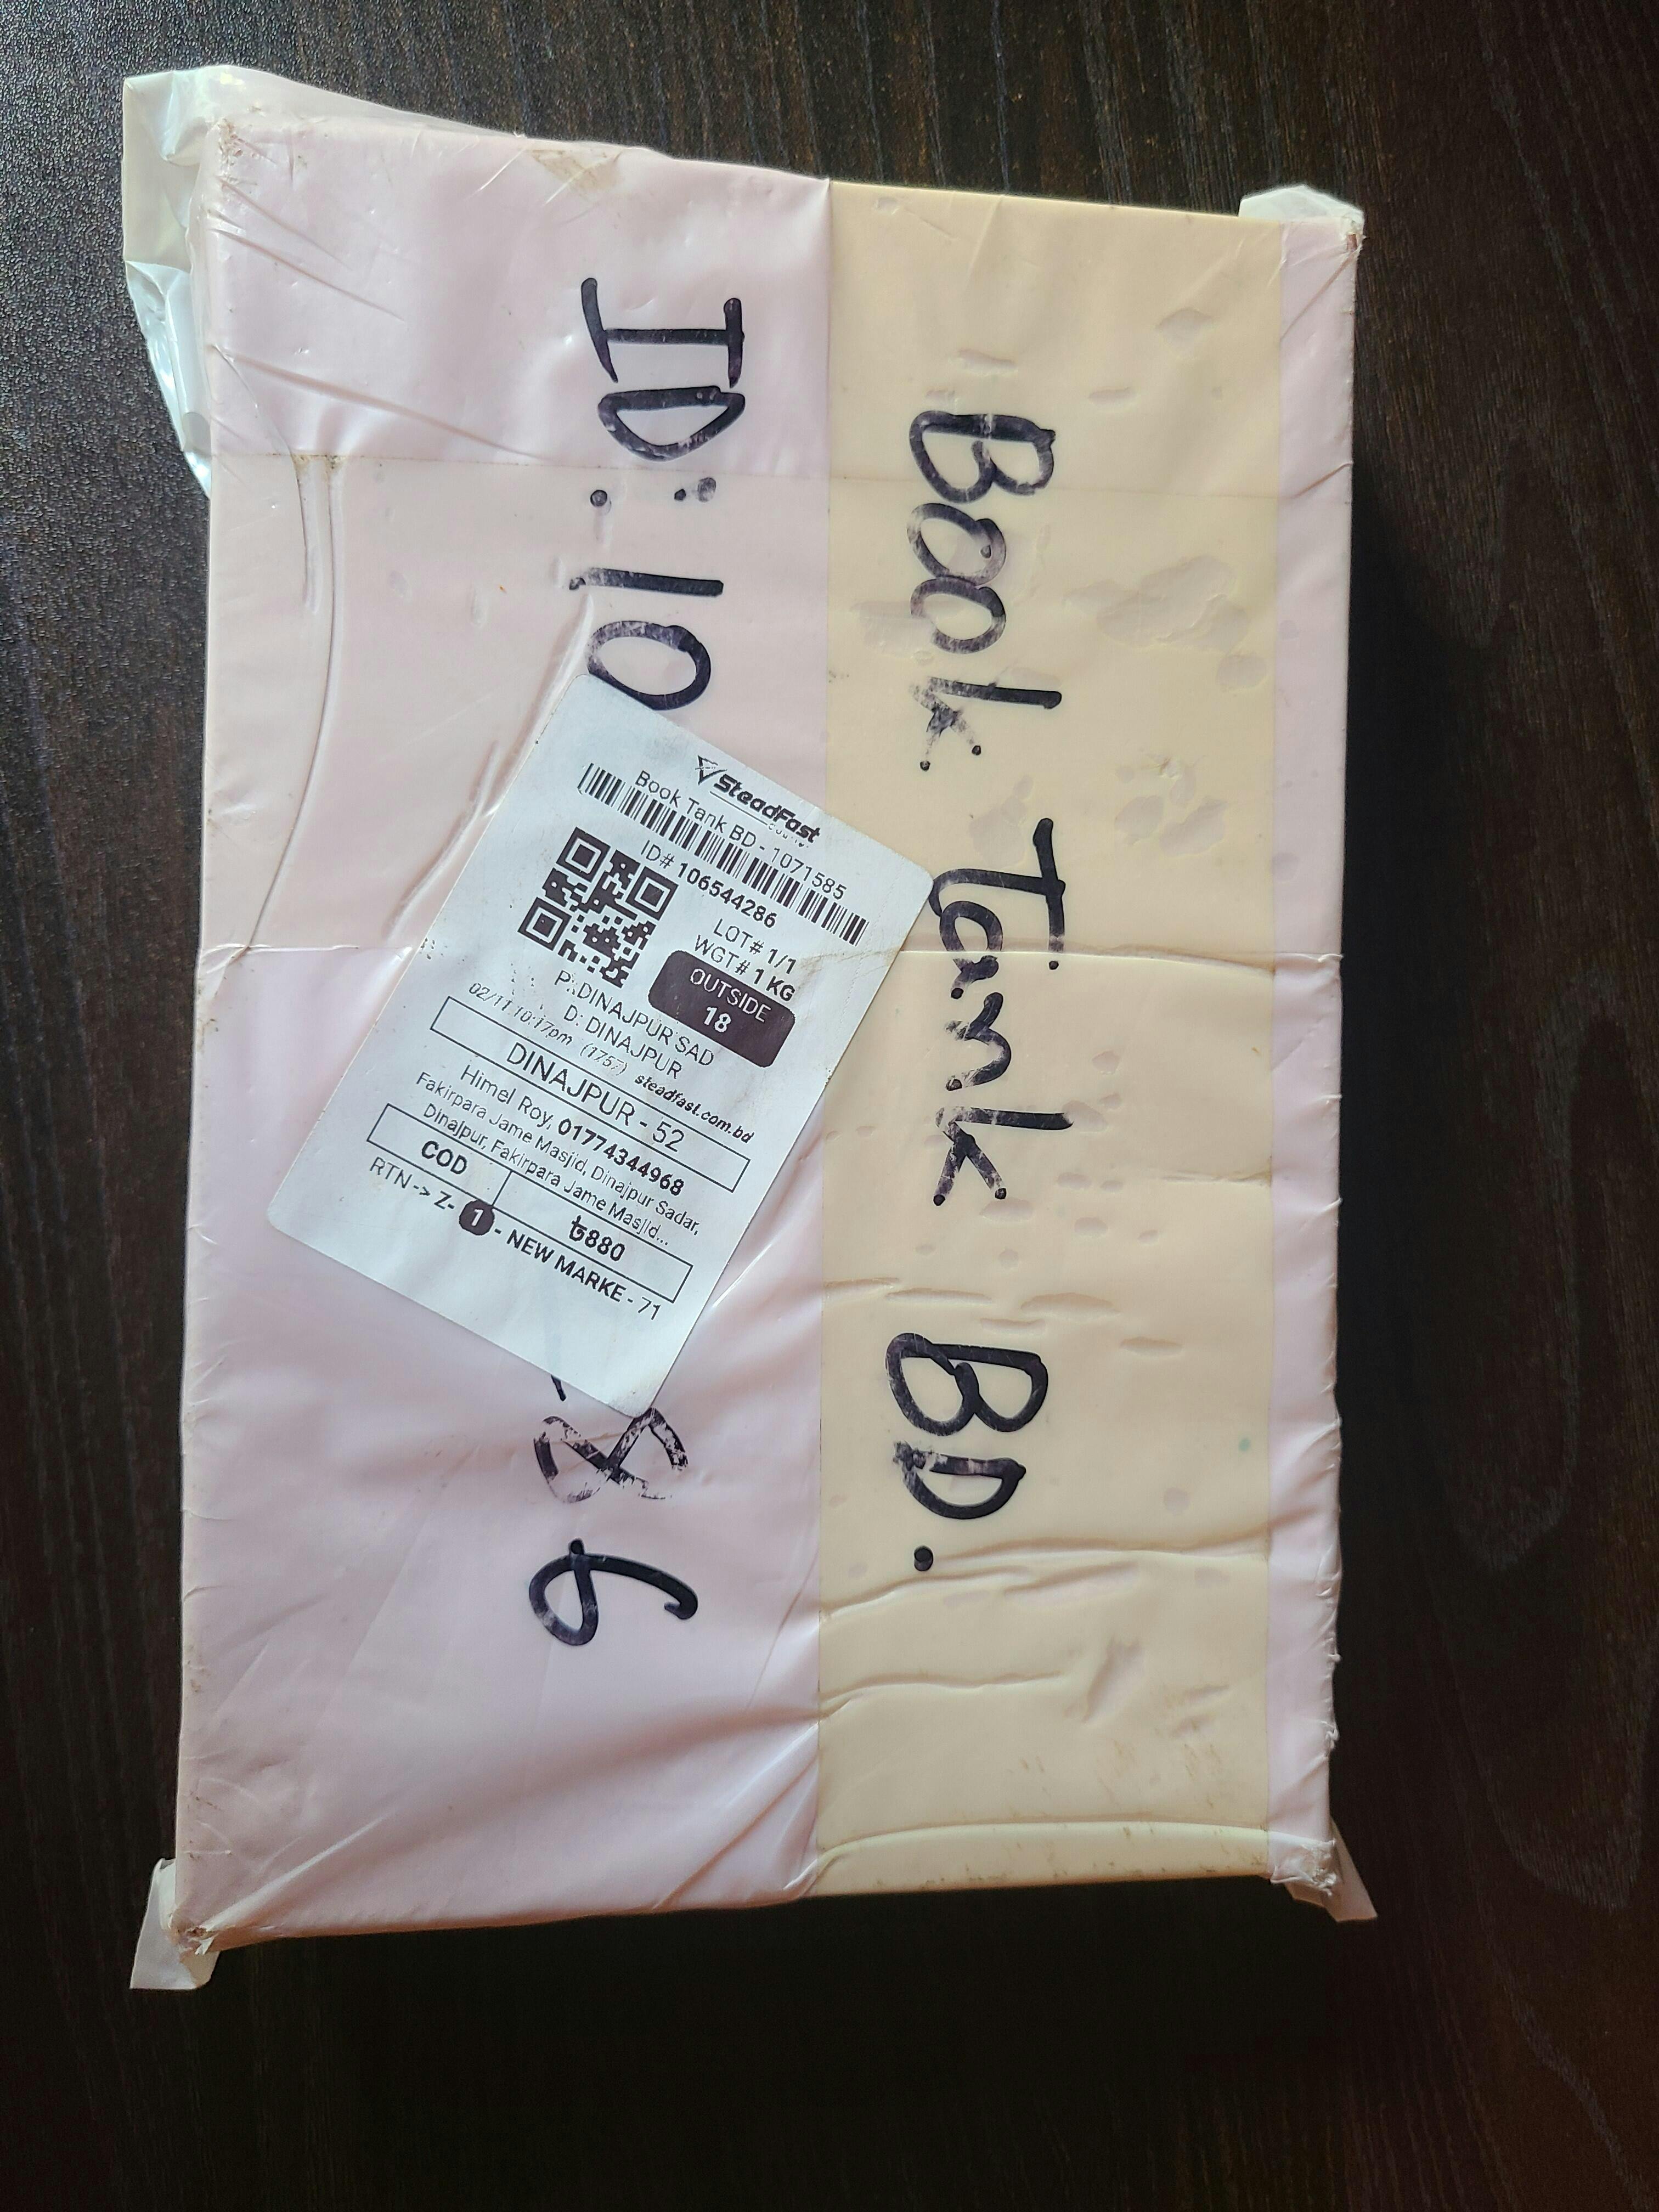 Book Tank BD.
ID: 10
86
SteadFast
Book Tank BD - 1071585
ID# 106544286
LOT# 1/1
WGT# 1 KG
OUTSIDE
18
P: DINAJPUR SAD
D: DINAJPUR
02/11 10:17pm (1757) steadfast.com.bd
DINAJPUR - 52
Himel Roy, 01774344968
Fakirpara Jame Masjid, Dinajpur Sadar,
Dinajpur, Fakirpara Jame Masjid...
COD ৳880
RTN -> Z- 1 - NEW MARKE - 71